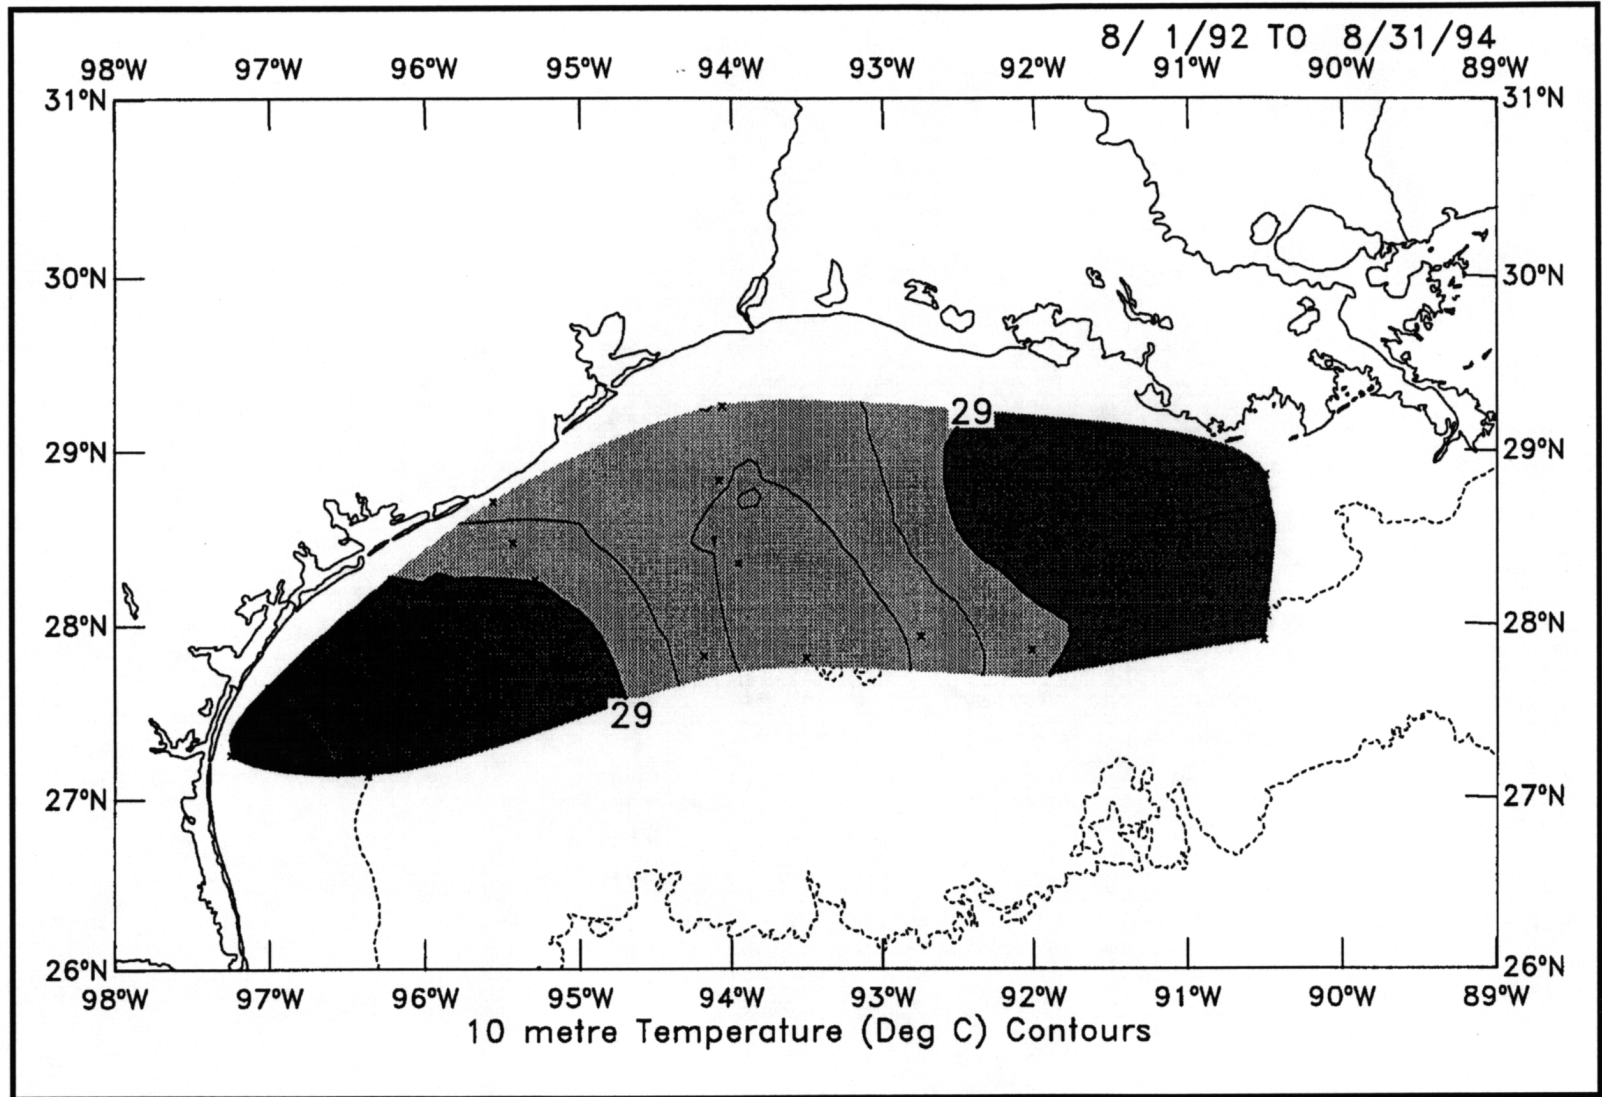 8/ 1/92 TO 8/31/94
98°W 97°W 96°W 95°W 94°W 93°W 92°W 91°W 90°W 89°W
31°N 31°N
30°N 30°N
29
29°N 29°N
28°N 28°N
29
27°N 27°N
26°N 26°N
98°W 97°W 96°W 95°W 94°W 93°W 92°W 91°W 90°W 89°W
10 metre Temperature (Deg C) Contours